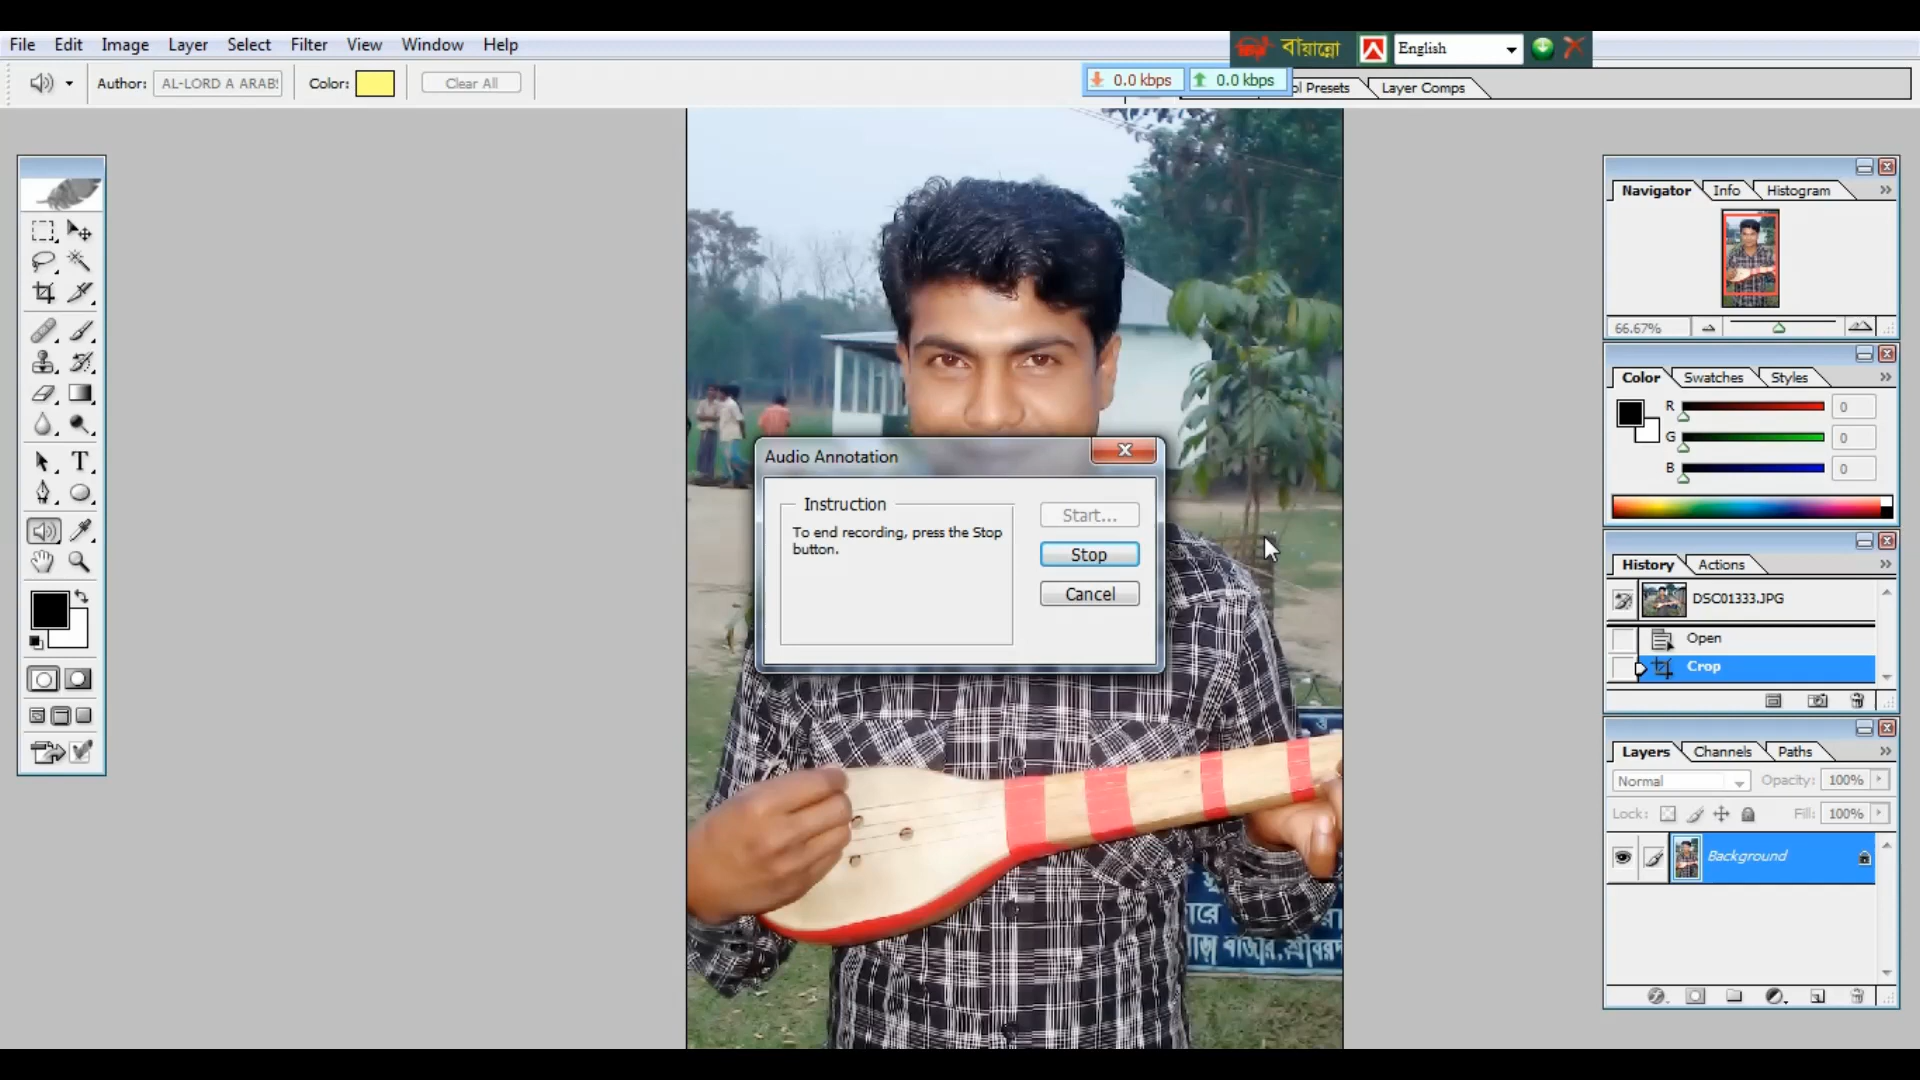 File Edit Image Layer Select Filter View Window Help
বায়ান্নো English
Author: AL-LORD A ARAB! Color: Clear All
0.0 kbps 0.0 kbps
ol Presets Layer Comps
Navigator Info Histogram
66.67%
Color Swatches Styles
R 0
G 0
B 0
Audio Annotation
Instruction
To end recording, press the Stop
button.
Start...
Stop
Cancel
T
History Actions
DSC01333.JPG
Open
Crop
Layers Channels Paths
Normal Opacity: 100%
Lock: Fill: 100%
Background
বাজার, শ্রীবরদ